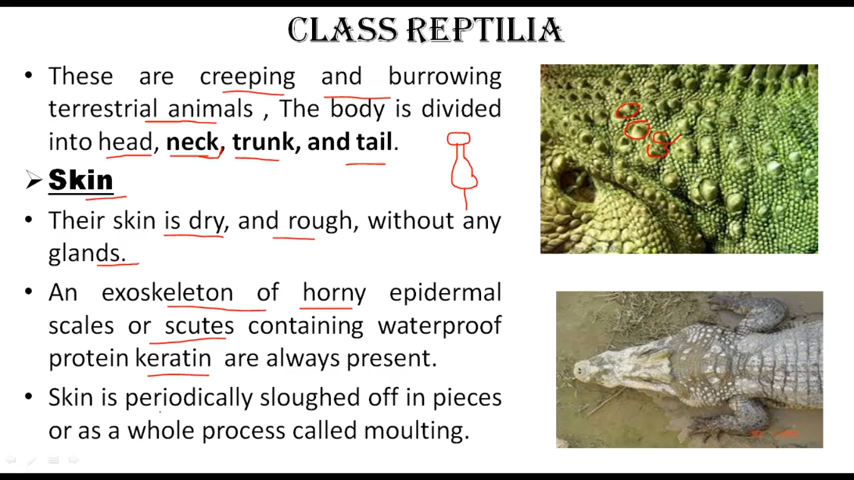 CLASS REPTILIA
• These are creeping and burrowing
terrestrial animals , The body is divided
into head, neck, trunk, and tail.
➢ Skin
• Their skin is dry, and rough, without any
glands.
• An exoskeleton of horny epidermal
scales or scutes containing waterproof
protein keratin are always present.
• Skin is periodically sloughed off in pieces
or as a whole process called moulting.